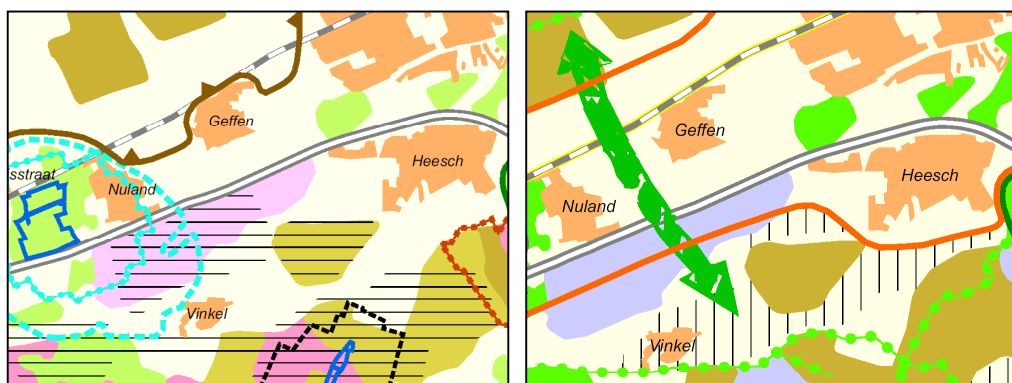 Geffen
Heesch
sstraat
Nuland
Vinkel
Geffen
Heesch
Nuland
Vinkel